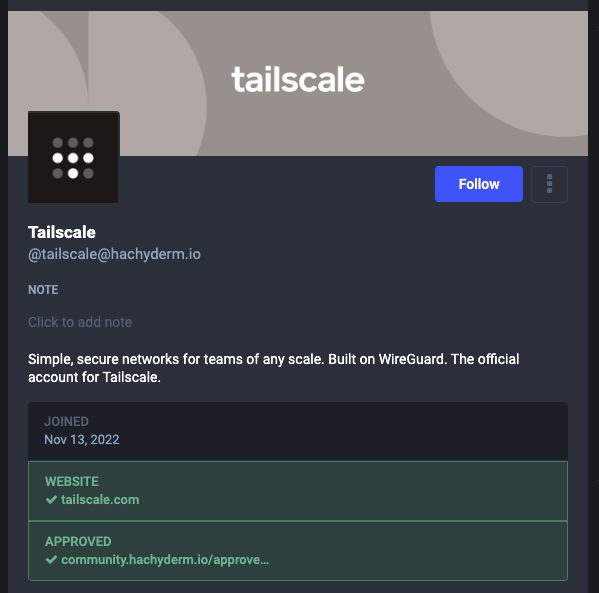 tailscale
Follow
Tailscale
@tailscale@hachyderm.io
NOTE
Click to add note
Simple, secure networks for teams of any scale. Built on WireGuard. The official
account for Tailscale.
JOINED
Nov 13, 2022
WEBSITE
✔ tailscale.com
APPROVED
✔ community.hachyderm.io/approve…